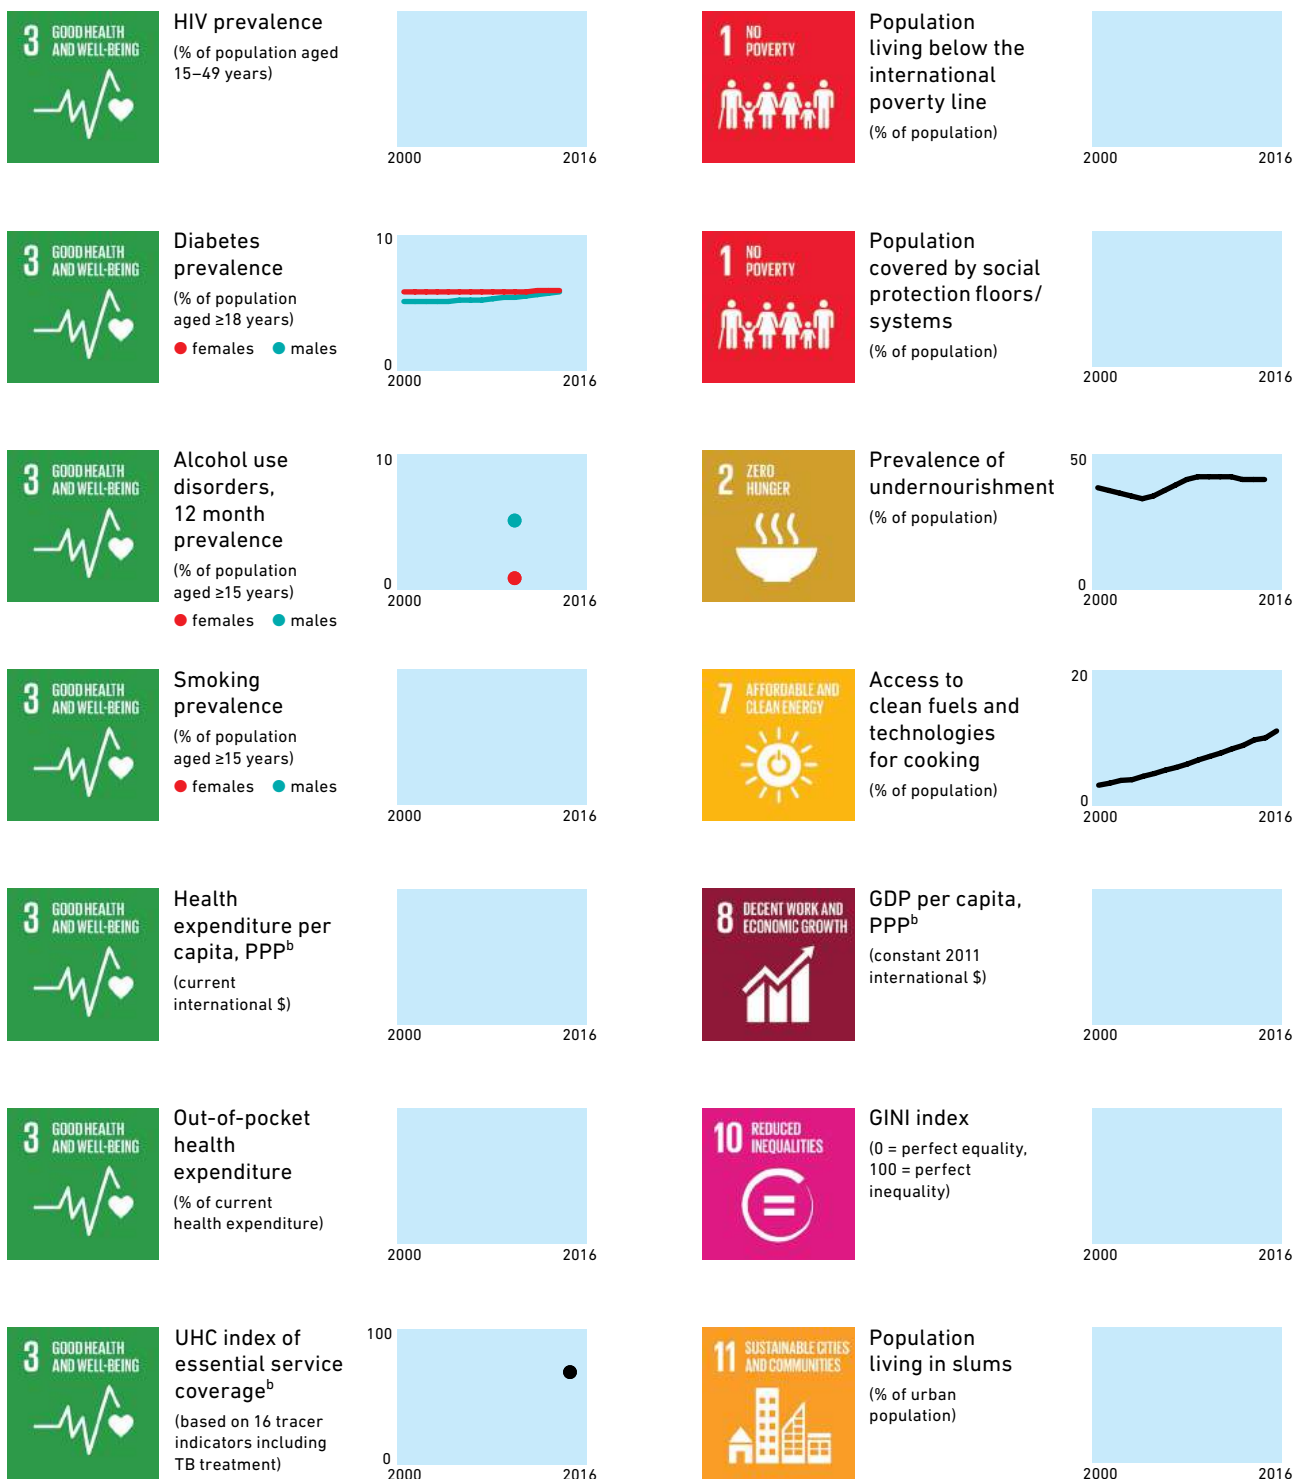 3 GOOD HEALTH
AND WELL-BEING
HIV prevalence
(% of population aged
15–49 years)
2000 2016
3 GOOD HEALTH
AND WELL-BEING
Diabetes
prevalence
(% of population
aged ≥18 years)
females males
10
0
2000 2016
3 GOOD HEALTH
AND WELL-BEING
Alcohol use
disorders,
12 month
prevalence
(% of population
aged ≥15 years)
females males
10
0
2000 2016
3 GOOD HEALTH
AND WELL-BEING
Smoking
prevalence
(% of population
aged ≥15 years)
females males
2000 2016
3 GOOD HEALTH
AND WELL-BEING
Health
expenditure per
capita, PPPb
(current
international $)
2000 2016
3 GOOD HEALTH
AND WELL-BEING
Out-of-pocket
health
expenditure
(% of current
health expenditure)
2000 2016
3 GOOD HEALTH
AND WELL-BEING
UHC index of
essential service
coverageb
(based on 16 tracer
indicators including
TB treatment)
100
0
2000 2016
1 NO
POVERTY
Population
living below the
international
poverty line
(% of population)
2000 2016
1 NO
POVERTY
Population
covered by social
protection floors/
systems
(% of population)
2000 2016
2 ZERO
HUNGER
Prevalence of
undernourishment
(% of population)
50
0
2000 2016
7 AFFORDABLE AND
CLEAN ENERGY
Access to
clean fuels and
technologies
for cooking
(% of population)
20
0
2000 2016
8 DECENT WORK AND
ECONOMIC GROWTH
GDP per capita,
PPPb
(constant 2011
international $)
2000 2016
10 REDUCED
INEQUALITIES
GINI index
(0 = perfect equality,
100 = perfect
inequality)
2000 2016
11 SUSTAINABLE CITIES
AND COMMUNITIES
Population
living in slums
(% of urban
population)
2000 2016